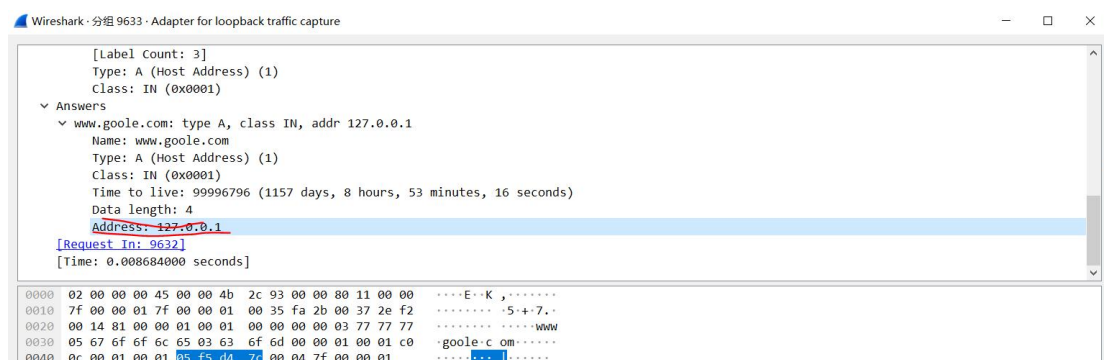 Wireshark · 分组 9633 · Adapter for loopback traffic capture
[Label Count: 3]
Type: A (Host Address) (1)
Class: IN (0x0001)
Answers
www.goole.com: type A, class IN, addr 127.0.0.1
Name: www.goole.com
Type: A (Host Address) (1)
Class: IN (0x0001)
Time to live: 99996796 (1157 days, 8 hours, 53 minutes, 16 seconds)
Data length: 4
Address: 127.0.0.1
[Request In: 9632]
[Time: 0.008684000 seconds]
0000 02 00 00 00 45 00 00 4b 2c 93 00 00 80 11 00 00 ····E··K ,·······
0010 7f 00 00 01 7f 00 00 01 00 35 fa 2b 00 37 2e f2 ········ ·5·+·7.·
0020 00 14 81 00 00 01 00 01 00 00 00 00 03 77 77 77 ········ ·····www
0030 05 67 6f 6f 6c 65 03 63 6f 6d 00 00 01 00 01 c0 ·goole·c om······
0040 0c 00 01 00 01 05 f5 d4 7c 00 04 7f 00 00 01 ········ |······